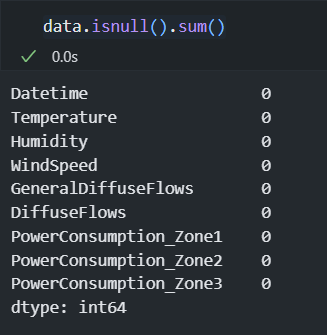 data.isnull().sum()
0.0s
Datetime 0
Temperature 0
Humidity 0
WindSpeed 0
GeneralDiffuseFlows 0
DiffuseFlows 0
PowerConsumption_Zone1 0
PowerConsumption_Zone2 0
PowerConsumption_Zone3 0
dtype: int64